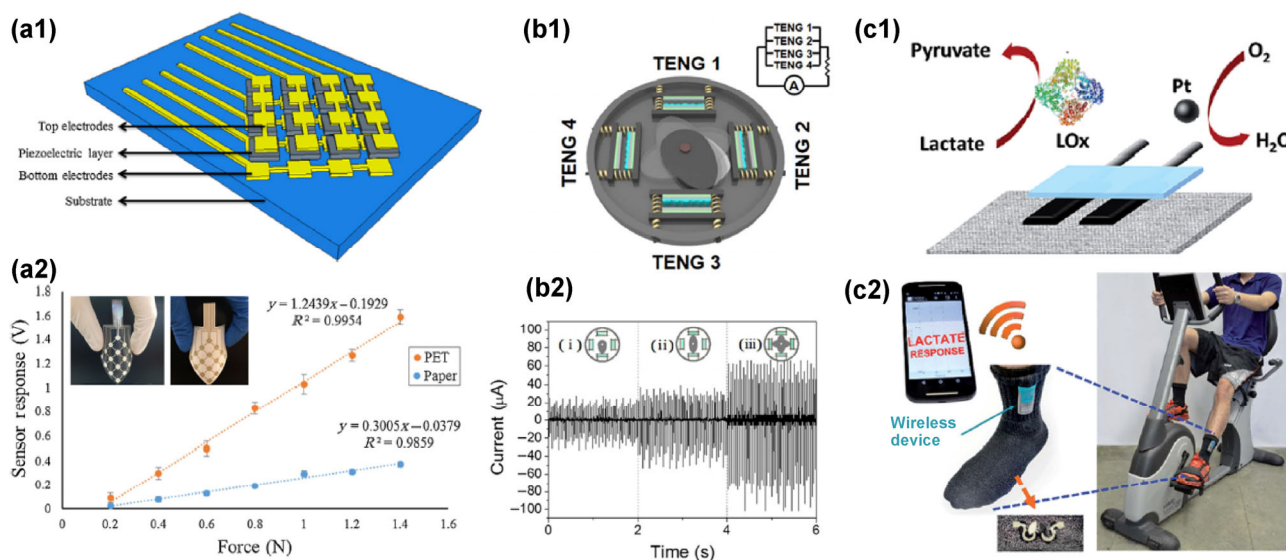 (a1)
Top electrodes
Piezoelectric layer
Bottom electrodes
Substrate
(b1)
TENG 1
TENG 2
TENG 3
TENG 4
A
TENG 1
TENG 4
TENG 2
TENG 3
(c1)
Pyruvate
O₂
Pt
Lactate
LOx
H₂O
(a2)
1.8
1.6
1.4
1.2
1
0.8
0.6
0.4
0.2
0
Sensor response (V)
y = 1.2439x−0.1929
R² = 0.9954
PET
Paper
y = 0.3005x−0.0379
R² = 0.9859
0 0.2 0.4 0.6 0.8 1 1.2 1.4 1.6
Force (N)
(b2)
100
80
60
40
20
0
−20
−40
−60
−80
−100
Current (μA)
(i) (ii) (iii)
0 2 4 6
Time (s)
(c2)
LACTATE
RESPONSE
Wireless
device